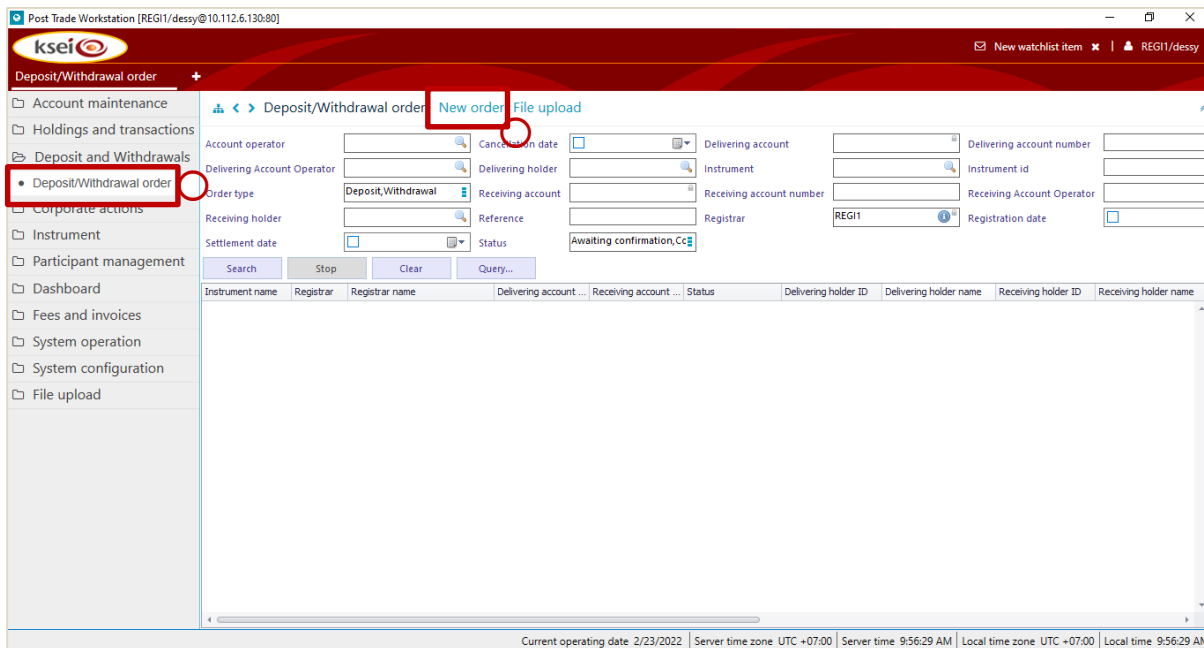 Post Trade Workstation [REGI1/dessy@10.112.6.130:80]
ksei
New watchlist item × | REGI1/dessy
Deposit/Withdrawal order +
Account maintenance
Holdings and transactions
Deposit and Withdrawals
Deposit/Withdrawal order
Corporate actions
Instrument
Participant management
Dashboard
Fees and invoices
System operation
System configuration
File upload
Deposit/Withdrawal order New order File upload
Account operator Cancellation date Delivering account Delivering account number
Delivering Account Operator Delivering holder Instrument Instrument id
Order type Deposit,Withdrawal Receiving account Receiving account number Receiving Account Operator
Receiving holder Reference Registrar REGI1 Registration date
Settlement date Status Awaiting confirmation,Cc
Search Stop Clear Query...
Instrument name Registrar Registrar name Delivering account ... Receiving account ... Status Delivering holder ID Delivering holder name Receiving holder ID Receiving holder name
Current operating date 2/23/2022 Server time zone UTC +07:00 Server time 9:56:29 AM Local time zone UTC +07:00 Local time 9:56:29 AM